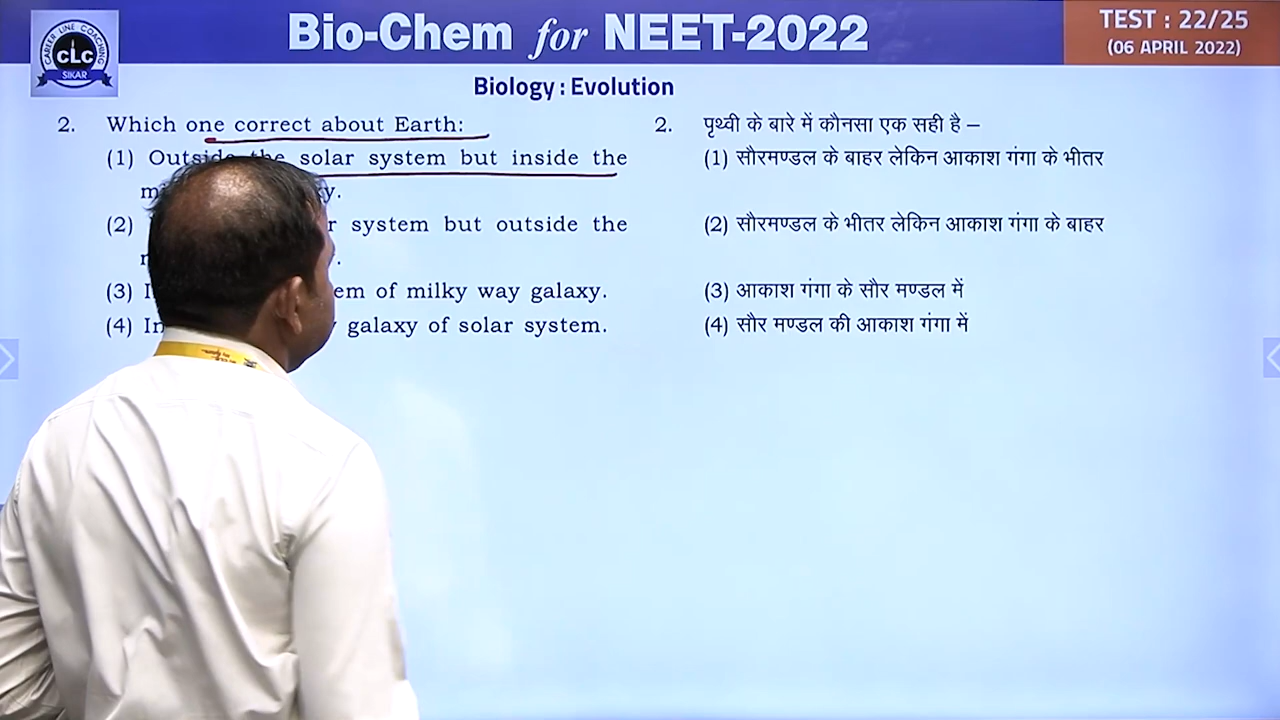 CAREER LINE COACHING
CLC
SIKAR
Bio-Chem for NEET-2022
TEST : 22/25
(06 APRIL 2022)
Biology : Evolution
2. Which one correct about Earth:
(1) Outside the solar system but inside the
(2) system but outside the
(3) of milky way galaxy.
(4) In galaxy of solar system.
2. पृथ्वी के बारे में कौनसा एक सही है –
(1) सौरमण्डल के बाहर लेकिन आकाश गंगा के भीतर
(2) सौरमण्डल के भीतर लेकिन आकाश गंगा के बाहर
(3) आकाश गंगा के सौर मण्डल में
(4) सौर मण्डल की आकाश गंगा में